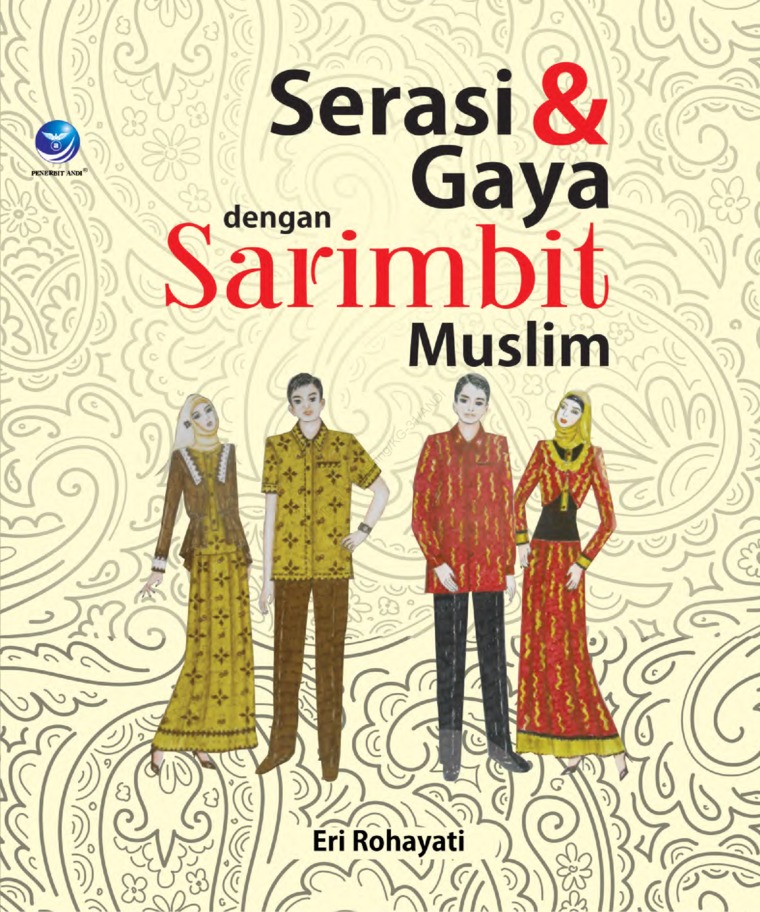 Serasi &
Gaya
PENERBIT ANDI®
dengan
Sarimbit
Muslim
Eri Rohayati